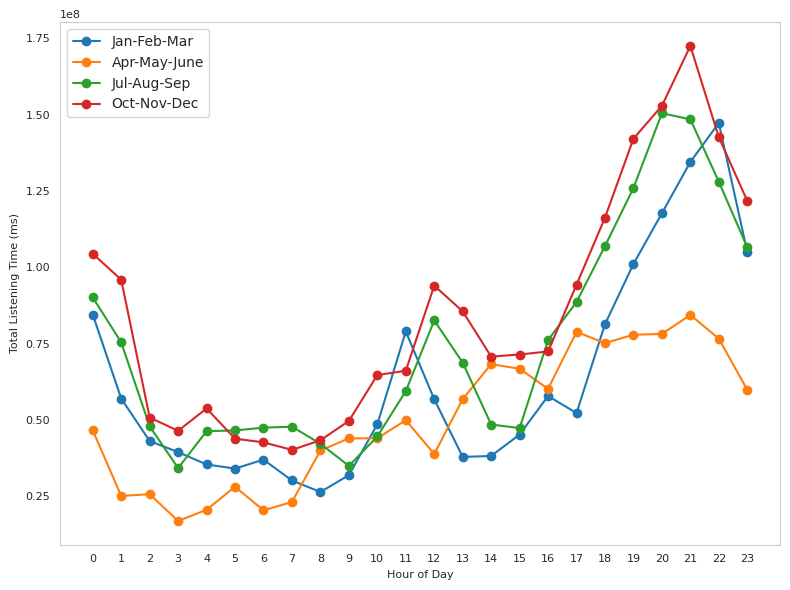 1e8
Jan-Feb-Mar
Apr-May-June
Jul-Aug-Sep
Oct-Nov-Dec
1.75
1.50
1.25
1.00
0.75
0.50
0.25
Total Listening Time (ms)
0 1 2 3 4 5 6 7 8 9 10 11 12 13 14 15 16 17 18 19 20 21 22 23
Hour of Day